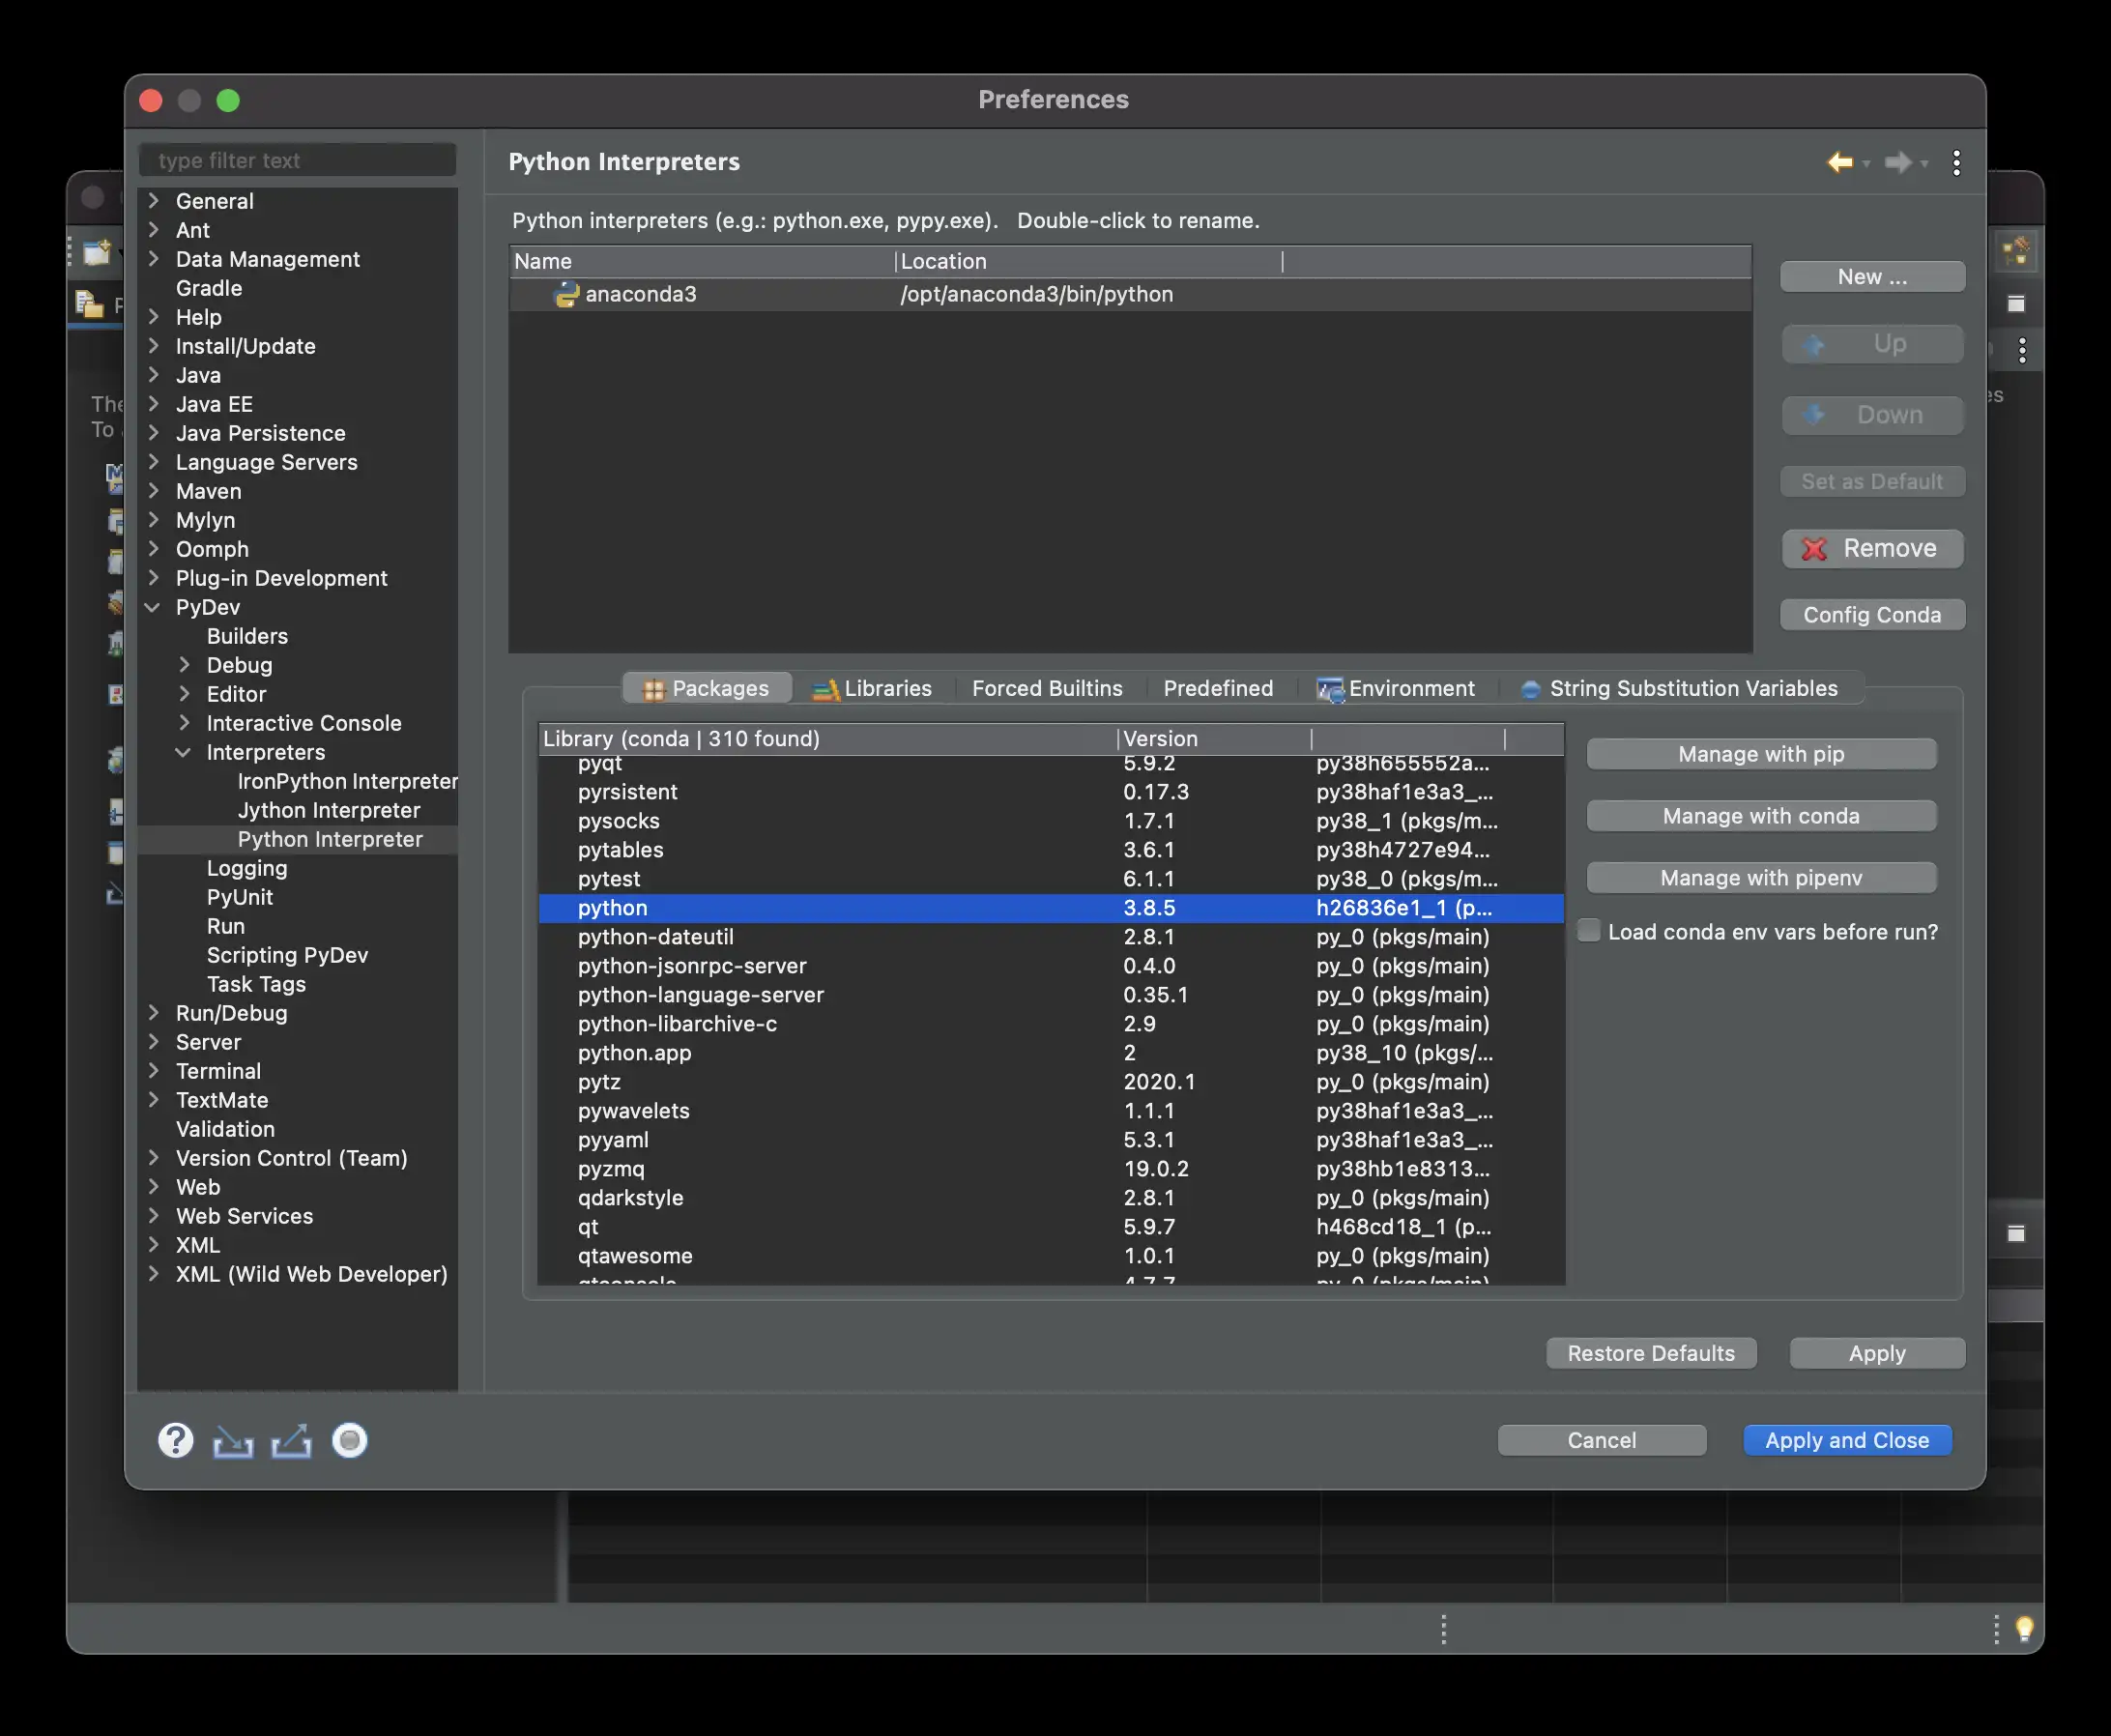 Preferences
type filter text
General
Ant
Data Management
Gradle
Help
Install/Update
Java
Java EE
Java Persistence
Language Servers
Maven
Mylyn
Oomph
Plug-in Development
PyDev
Builders
Debug
Editor
Interactive Console
Interpreters
IronPython Interpreter
Jython Interpreter
Python Interpreter
Logging
PyUnit
Run
Scripting PyDev
Task Tags
Run/Debug
Server
Terminal
TextMate
Validation
Version Control (Team)
Web
Web Services
XML
XML (Wild Web Developer)
Python Interpreters
Python interpreters (e.g.: python.exe, pypy.exe).   Double-click to rename.
Name Location
anaconda3 /opt/anaconda3/bin/python
New ...
Up
Down
Set as Default
Remove
Config Conda
Packages Libraries Forced Builtins Predefined Environment String Substitution Variables
Library (conda | 310 found) Version
pyqt 5.9.2 py38h655552a...
pyrsistent 0.17.3 py38haf1e3a3_...
pysocks 1.7.1 py38_1 (pkgs/m...
pytables 3.6.1 py38h4727e94...
pytest 6.1.1 py38_0 (pkgs/m...
python 3.8.5 h26836e1_1 (p...
python-dateutil 2.8.1 py_0 (pkgs/main)
python-jsonrpc-server 0.4.0 py_0 (pkgs/main)
python-language-server 0.35.1 py_0 (pkgs/main)
python-libarchive-c 2.9 py_0 (pkgs/main)
python.app 2 py38_10 (pkgs/...
pytz 2020.1 py_0 (pkgs/main)
pywavelets 1.1.1 py38haf1e3a3_...
pyyaml 5.3.1 py38haf1e3a3_...
pyzmq 19.0.2 py38hb1e8313...
qdarkstyle 2.8.1 py_0 (pkgs/main)
qt 5.9.7 h468cd18_1 (p...
qtawesome 1.0.1 py_0 (pkgs/main)
qtconsole 4.7.7 py_0 (pkgs/main)
Manage with pip
Manage with conda
Manage with pipenv
Load conda env vars before run?
Restore Defaults Apply
Cancel Apply and Close
The
To